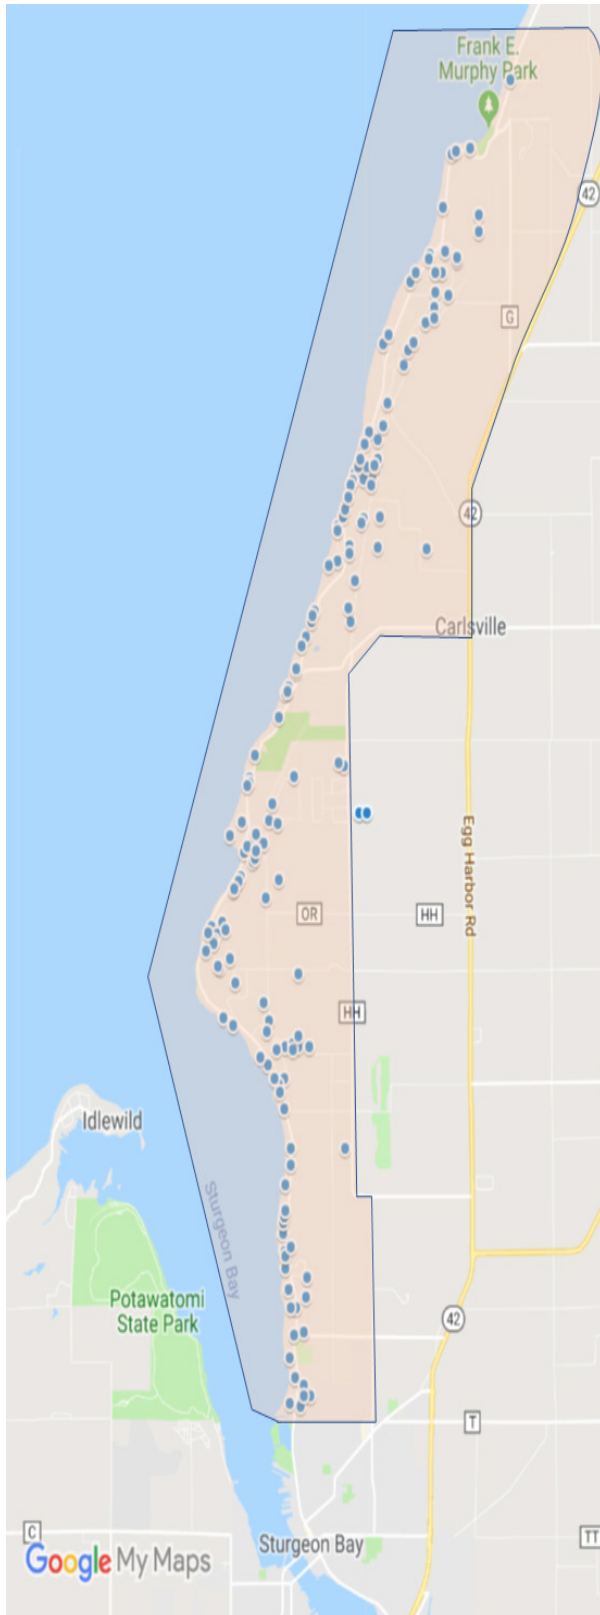 Frank E.
Murphy Park
42
G
42
Carlsville
Egg Harbor Rd
OR
HH
HH
Idlewild
Sturgeon Bay
Potawatomi
State Park
42
T
C
Sturgeon Bay
TT
Google My Maps